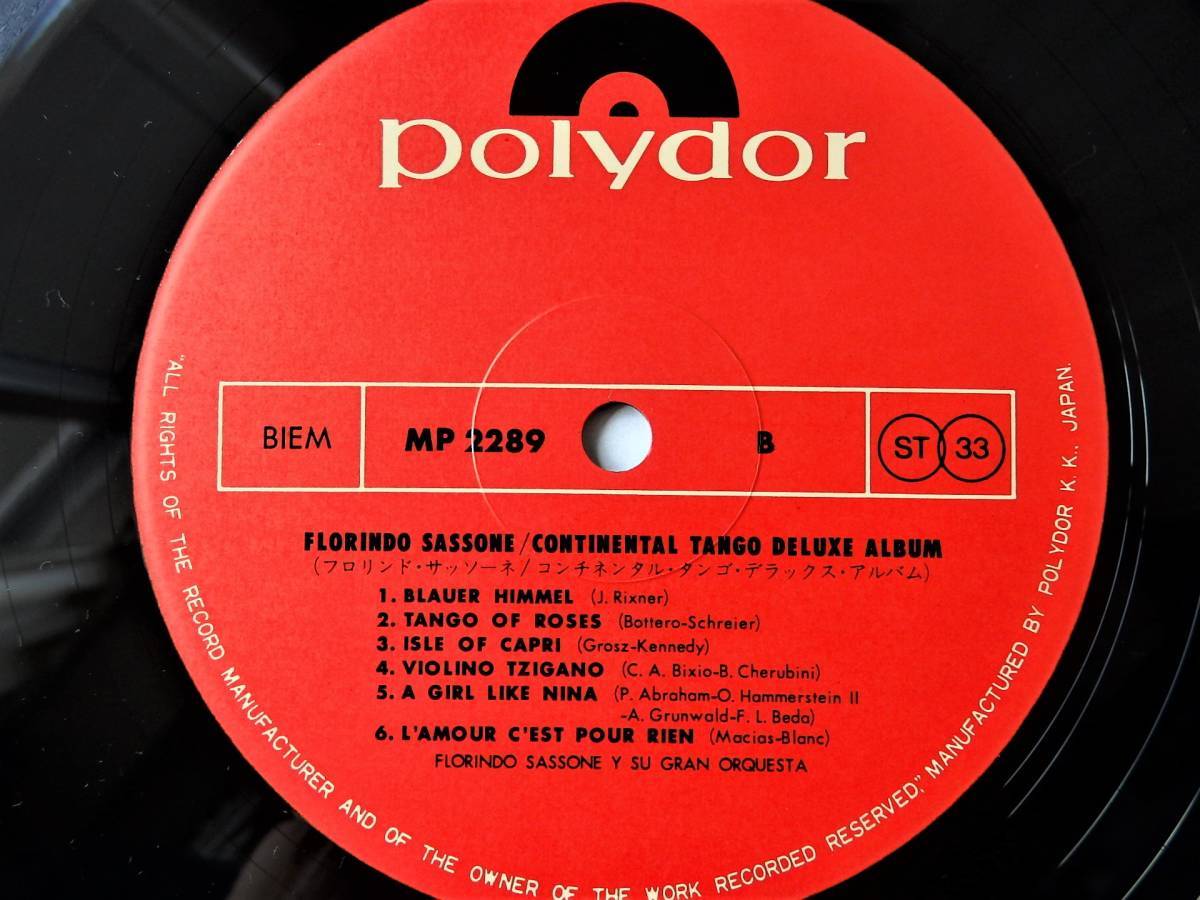 polydor
BIEM MP 2289 B ST 33
FLORINDO SASSONE/CONTINENTAL TANGO DELUXE ALBUM
(フロリンド・サッソーネ/コンチネンタル・タンゴ・デラックス・アルバム)
1. BLAUER HIMMEL (J. Rixner)
2. TANGO OF ROSES (Bottero-Schreier)
3. ISLE OF CAPRI (Grosz-Kennedy)
4. VIOLINO TZIGANO (C. A. Bixio-B. Cherubini)
5. A GIRL LIKE NINA (P. Abraham-O. Hammerstein II
-A. Grunwald-F. L. Beda)
6. L'AMOUR C'EST POUR RIEN (Macias-Blanc)
FLORINDO SASSONE Y SU GRAN ORQUESTA
"ALL RIGHTS OF THE RECORD MANUFACTURER AND OF THE OWNER OF THE WORK RECORDED RESERVED," MANUFACTURED BY POLYDOR K. K., JAPAN